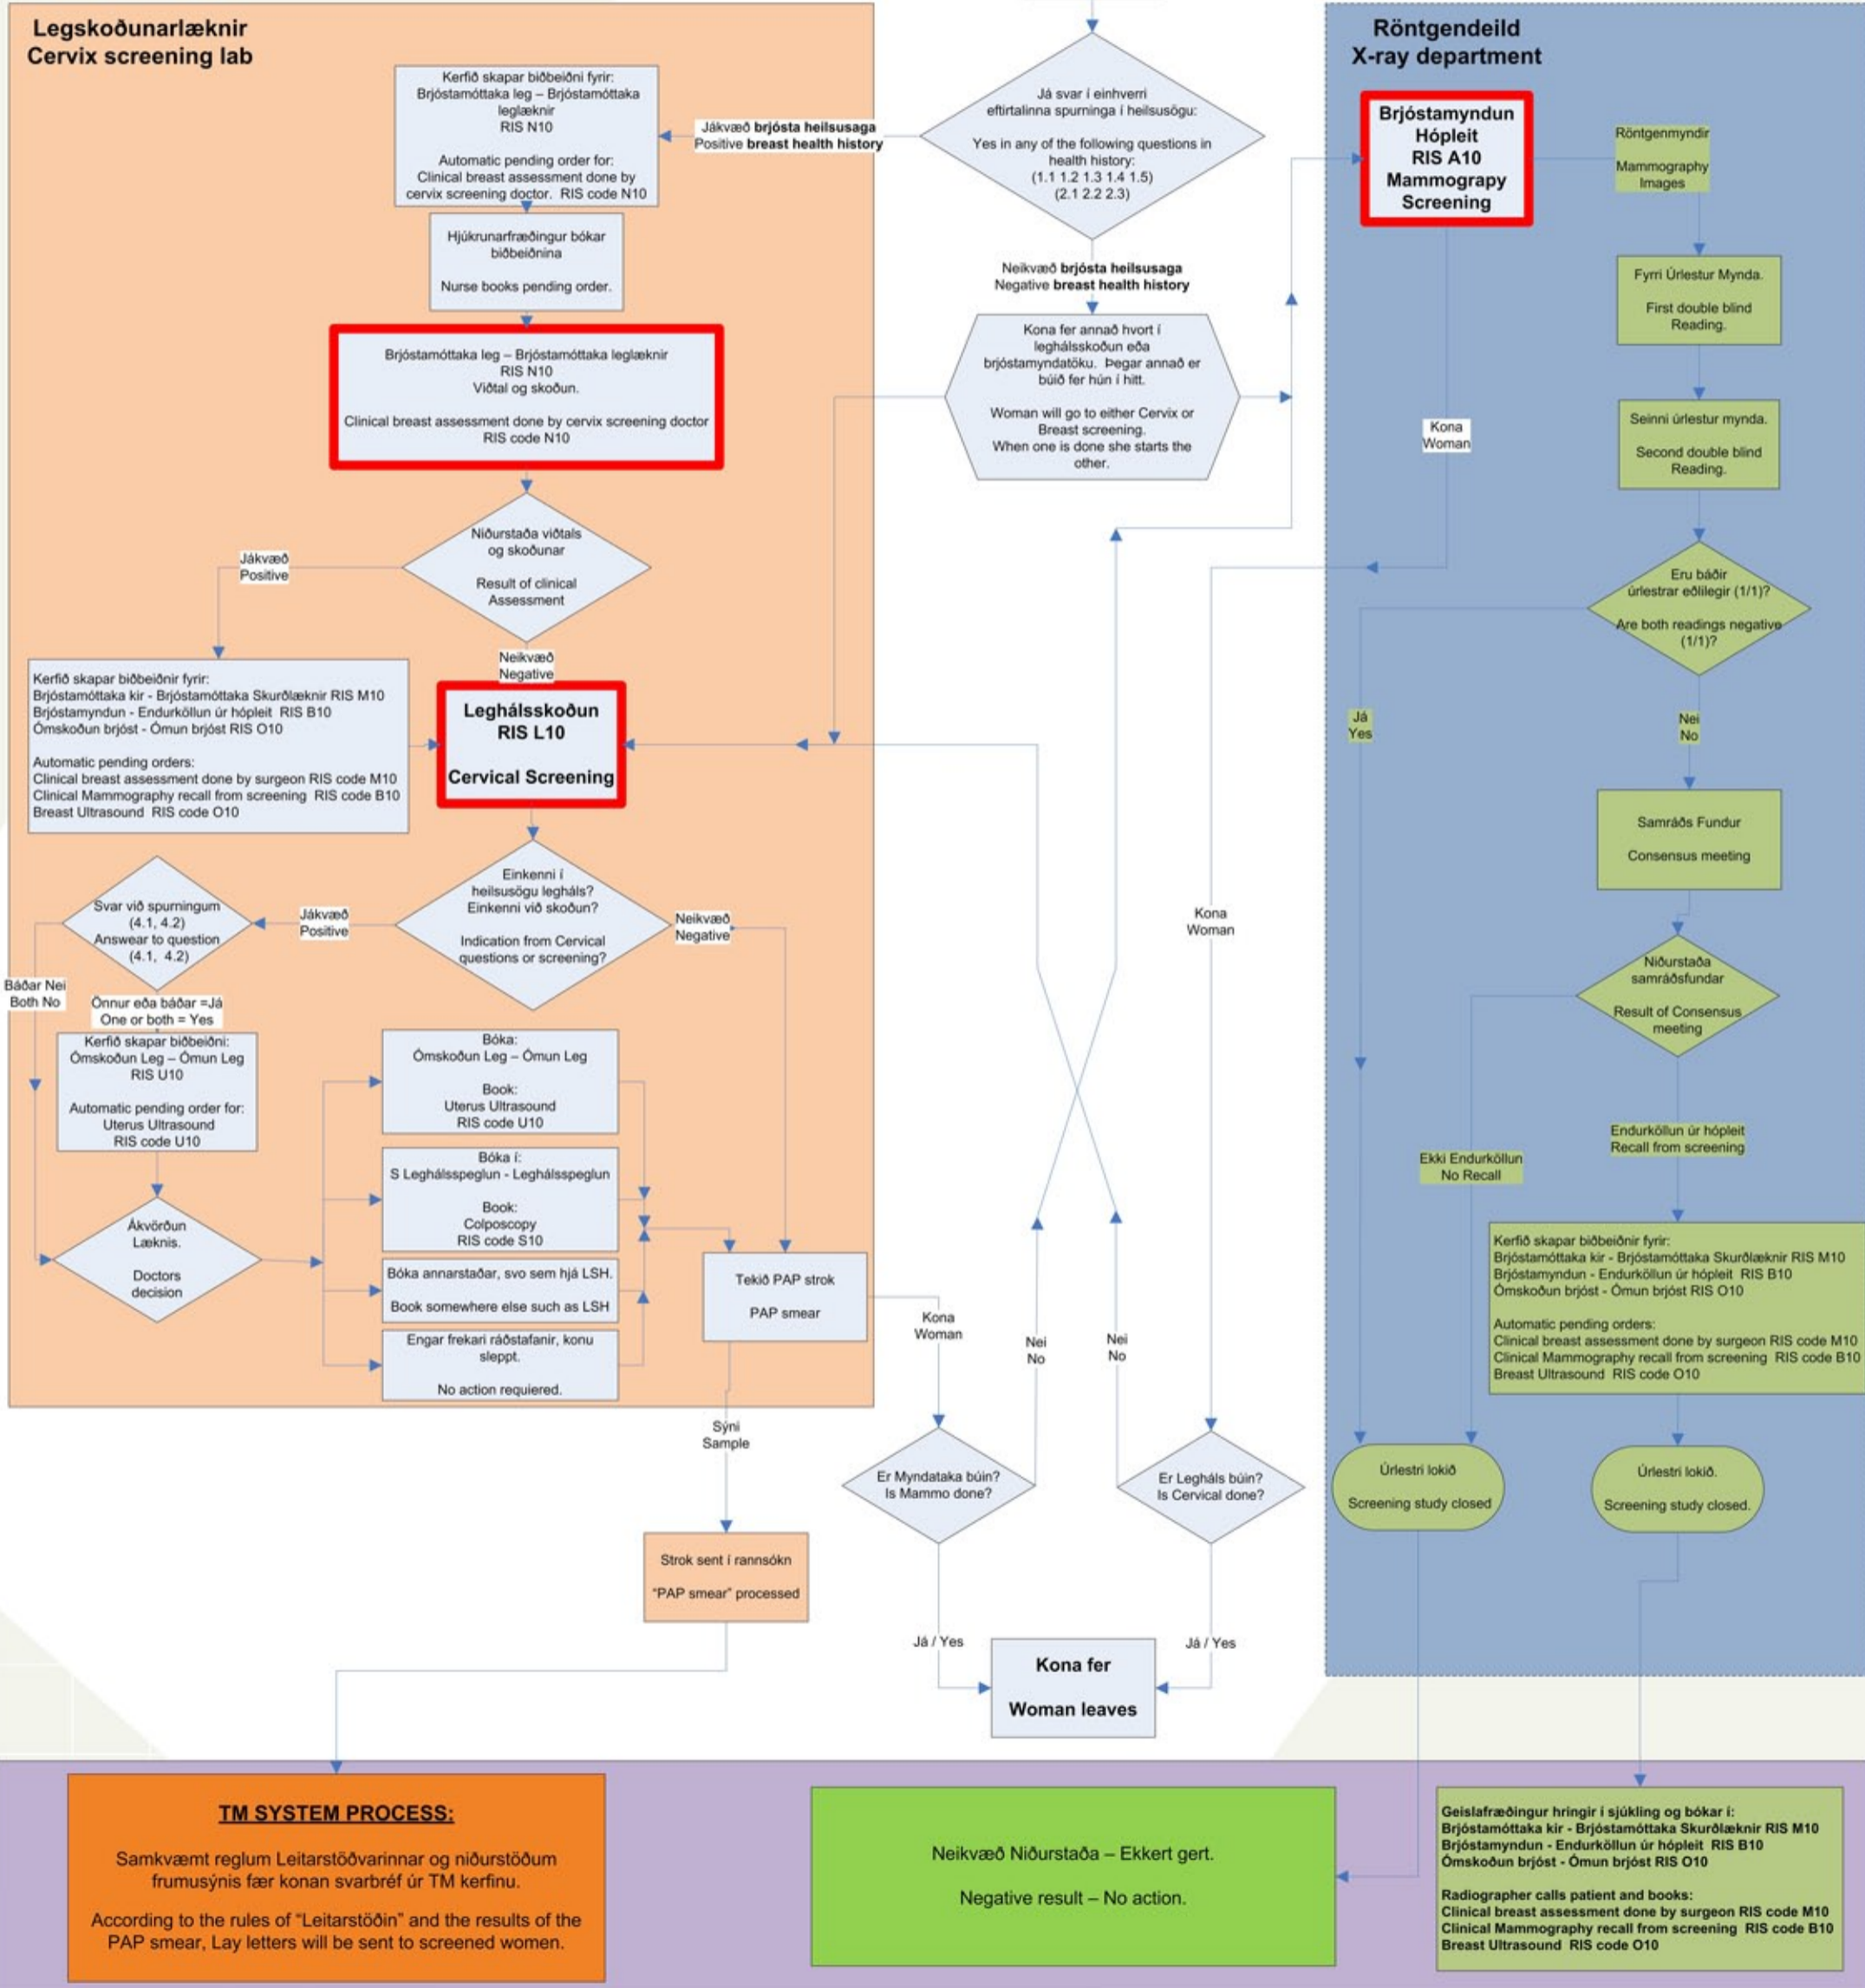 Legskoðunarlæknir
Cervix screening lab
Kerfið skapar biðbeiðni fyrir:
Brjóstamóttaka leg – Brjóstamóttaka
leglæknir
RIS N10
Automatic pending order for:
Clinical breast assessment done by
cervix screening doctor. RIS code N10
Jákvæð brjósta heilsusaga
Positive breast health history
Já svar í einhverri
eftirtalinna spurninga í heilsusögu:
Yes in any of the following questions in
health history:
(1.1 1.2 1.3 1.4 1.5)
(2.1 2.2 2.3)
Hjúkrunarfræðingur bókar
biðbeiðnina
Nurse books pending order.
Neikvæð brjósta heilsusaga
Negative breast health history
Brjóstamóttaka leg – Brjóstamóttaka leglæknir
RIS N10
Viðtal og skoðun.
Clinical breast assessment done by cervix screening doctor
RIS code N10
Kona fer annað hvort í
leghálsskoðun eða
brjóstamyndatöku. Þegar annað er
búið fer hún í hitt.
Woman will go to either Cervix or
Breast screening.
When one is done she starts the
other.
Niðurstaða viðtals
og skoðunar
Result of clinical
Assessment
Jákvæð
Positive
Neikvæð
Negative
Kerfið skapar biðbeiðnir fyrir:
Brjóstamóttaka kir - Brjóstamóttaka Skurðlæknir RIS M10
Brjóstamyndun - Endurköllun úr hópleit RIS B10
Ómskoðun brjóst - Ómun brjóst RIS O10
Automatic pending orders:
Clinical breast assessment done by surgeon RIS code M10
Clinical Mammography recall from screening RIS code B10
Breast Ultrasound RIS code O10
Leghálsskoðun
RIS L10
Cervical Screening
Einkenni í
heilsusögu legháls?
Einkenni við skoðun?
Indication from Cervical
questions or screening?
Jákvæð
Positive
Neikvæð
Negative
Svar við spurningum
(4.1, 4.2)
Answear to question
(4.1, 4.2)
Báðar Nei
Both No
Önnur eða báðar =Já
One or both = Yes
Kerfið skapar biðbeiðni:
Ómskoðun Leg – Ómun Leg
RIS U10
Automatic pending order for:
Uterus Ultrasound
RIS code U10
Ákvörðun
Læknis.
Doctors
decision
Bóka:
Ómskoðun Leg – Ómun Leg
Book:
Uterus Ultrasound
RIS code U10
Bóka í:
S Leghálsspeglun - Leghálsspeglun
Book:
Colposcopy
RIS code S10
Bóka annarstaðar, svo sem hjá LSH.
Book somewhere else such as LSH
Engar frekari ráðstafanir, konu
sleppt.
No action requiered.
Tekið PAP strok
PAP smear
Kona
Woman
Sýni
Sample
Strok sent í rannsókn
“PAP smear” processed
Er Myndataka búin?
Is Mammo done?
Nei
No
Nei
No
Er Legháls búin?
Is Cervical done?
Kona
Woman
Já / Yes
Já / Yes
Kona fer
Woman leaves
Röntgendeild
X-ray department
Brjóstamyndun
Hópleit
RIS A10
Mammograpy
Screening
Röntgenmyndir
Mammography
Images
Fyrri Úrlestur Mynda.
First double blind
Reading.
Kona
Woman
Seinni úrlestur mynda.
Second double blind
Reading.
Eru báðir
úrlestrar eðlilegir (1/1)?
Are both readings negative
(1/1)?
Já
Yes
Nei
No
Samráðs Fundur
Consensus meeting
Niðurstaða
samráðsfundar
Result of Consensus
meeting
Ekki Endurköllun
No Recall
Endurköllun úr hópleit
Recall from screening
Kerfið skapar biðbeiðnir fyrir:
Brjóstamóttaka kir - Brjóstamóttaka Skurðlæknir RIS M10
Brjóstamyndun - Endurköllun úr hópleit RIS B10
Ómskoðun brjóst - Ómun brjóst RIS O10
Automatic pending orders:
Clinical breast assessment done by surgeon RIS code M10
Clinical Mammography recall from screening RIS code B10
Breast Ultrasound RIS code O10
Úrlestri lokið
Screening study closed
Úrlestri lokið.
Screening study closed.
TM SYSTEM PROCESS:
Samkvæmt reglum Leitarstöðvarinnar og niðurstöðum
frumusýnis fær konan svarbréf úr TM kerfinu.
According to the rules of “Leitarstöðin” and the results of the
PAP smear, Lay letters will be sent to screened women.
Neikvæð Niðurstaða – Ekkert gert.
Negative result – No action.
Geislafræðingur hringir í sjúkling og bókar í:
Brjóstamóttaka kir - Brjóstamóttaka Skurðlæknir RIS M10
Brjóstamyndun - Endurköllun úr hópleit RIS B10
Ómskoðun brjóst - Ómun brjóst RIS O10
Radiographer calls patient and books:
Clinical breast assessment done by surgeon RIS code M10
Clinical Mammography recall from screening RIS code B10
Breast Ultrasound RIS code O10